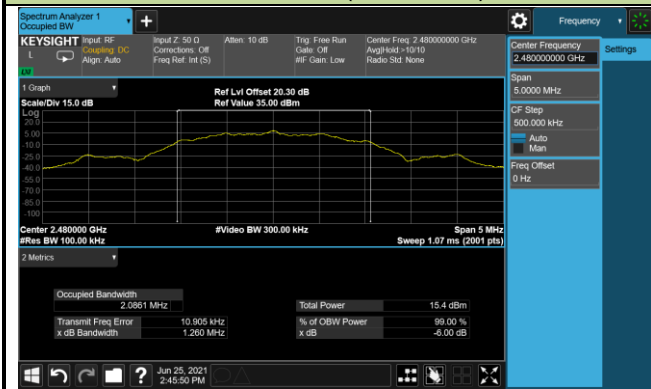 Spectrum Analyzer 1
Occupied BW
Frequency
KEYSIGHT
L
Input: RF
Coupling: DC
Align: Auto
Input Z: 50 Ω
Corrections: Off
Freq Ref: Int (S)
Atten: 10 dB
Trig: Free Run
Gate: Off
#IF Gain: Low
Center Freq: 2.480000000 GHz
Avg|Hold:>10/10
Radio Std: None
Center Frequency
2.480000000 GHz
Settings
Span
5.0000 MHz
CF Step
500.000 kHz
Auto
Man
Freq Offset
0 Hz
1 Graph
Scale/Div 15.0 dB
Ref Lvl Offset 20.30 dB
Ref Value 35.00 dBm
Log
20.0
5.00
-10.0
-25.0
-40.0
-55.0
-70.0
-85.0
-100
Center 2.480000 GHz
#Res BW 100.00 kHz
#Video BW 300.00 kHz
Span 5 MHz
Sweep 1.07 ms (2001 pts)
2 Metrics
Occupied Bandwidth
2.0861 MHz
Total Power 15.4 dBm
Transmit Freq Error 10.905 kHz
% of OBW Power 99.00 %
x dB Bandwidth 1.260 MHz
x dB -6.00 dB
Jun 25, 2021
2:45:50 PM